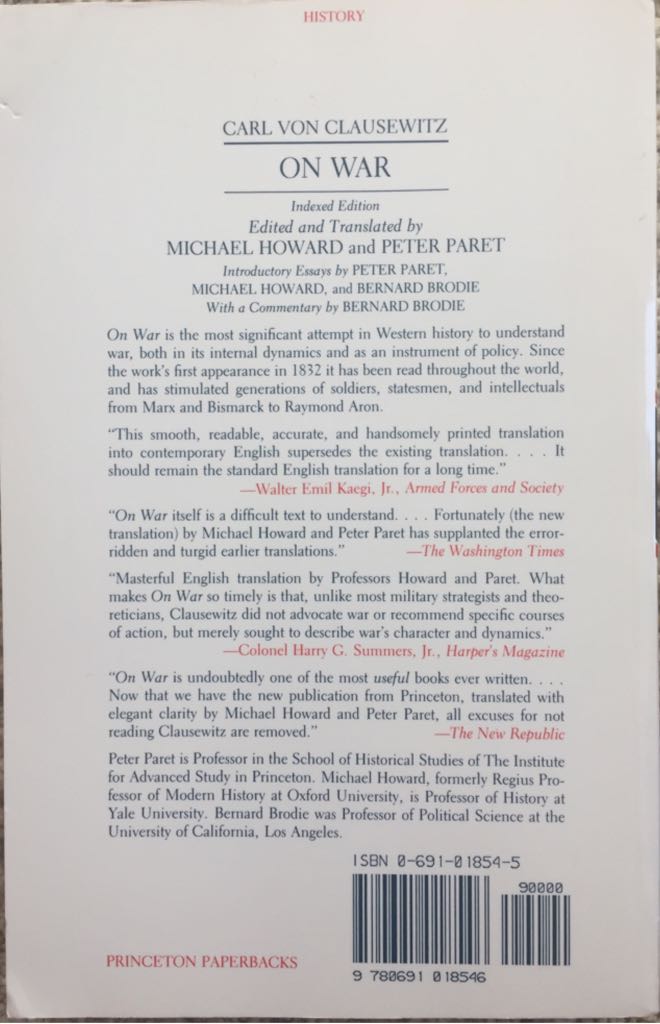 HISTORY
CARL VON CLAUSEWITZ
ON WAR
Indexed Edition
Edited and Translated by
MICHAEL HOWARD and PETER PARET
Introductory Essays by PETER PARET,
MICHAEL HOWARD, and BERNARD BRODIE
With a Commentary by BERNARD BRODIE
On War is the most significant attempt in Western history to understand
war, both in its internal dynamics and as an instrument of policy. Since
the work's first appearance in 1832 it has been read throughout the world,
and has stimulated generations of soldiers, statesmen, and intellectuals
from Marx and Bismarck to Raymond Aron.
“This smooth, readable, accurate, and handsomely printed translation
into contemporary English supersedes the existing translation. . . . It
should remain the standard English translation for a long time.”
—Walter Emil Kaegi, Jr., Armed Forces and Society
“On War itself is a difficult text to understand. . . . Fortunately (the new
translation) by Michael Howard and Peter Paret has supplanted the error-
ridden and turgid earlier translations.” —The Washington Times
“Masterful English translation by Professors Howard and Paret. What
makes On War so timely is that, unlike most military strategists and theo-
reticians, Clausewitz did not advocate war or recommend specific courses
of action, but merely sought to describe war's character and dynamics.”
—Colonel Harry G. Summers, Jr., Harper's Magazine
“On War is undoubtedly one of the most useful books ever written. . . .
Now that we have the new publication from Princeton, translated with
elegant clarity by Michael Howard and Peter Paret, all excuses for not
reading Clausewitz are removed.” —The New Republic
Peter Paret is Professor in the School of Historical Studies of The Institute
for Advanced Study in Princeton. Michael Howard, formerly Regius Pro-
fessor of Modern History at Oxford University, is Professor of History at
Yale University. Bernard Brodie was Professor of Political Science at the
University of California, Los Angeles.
ISBN 0-691-01854-5
90000
PRINCETON PAPERBACKS
9 780691 018546